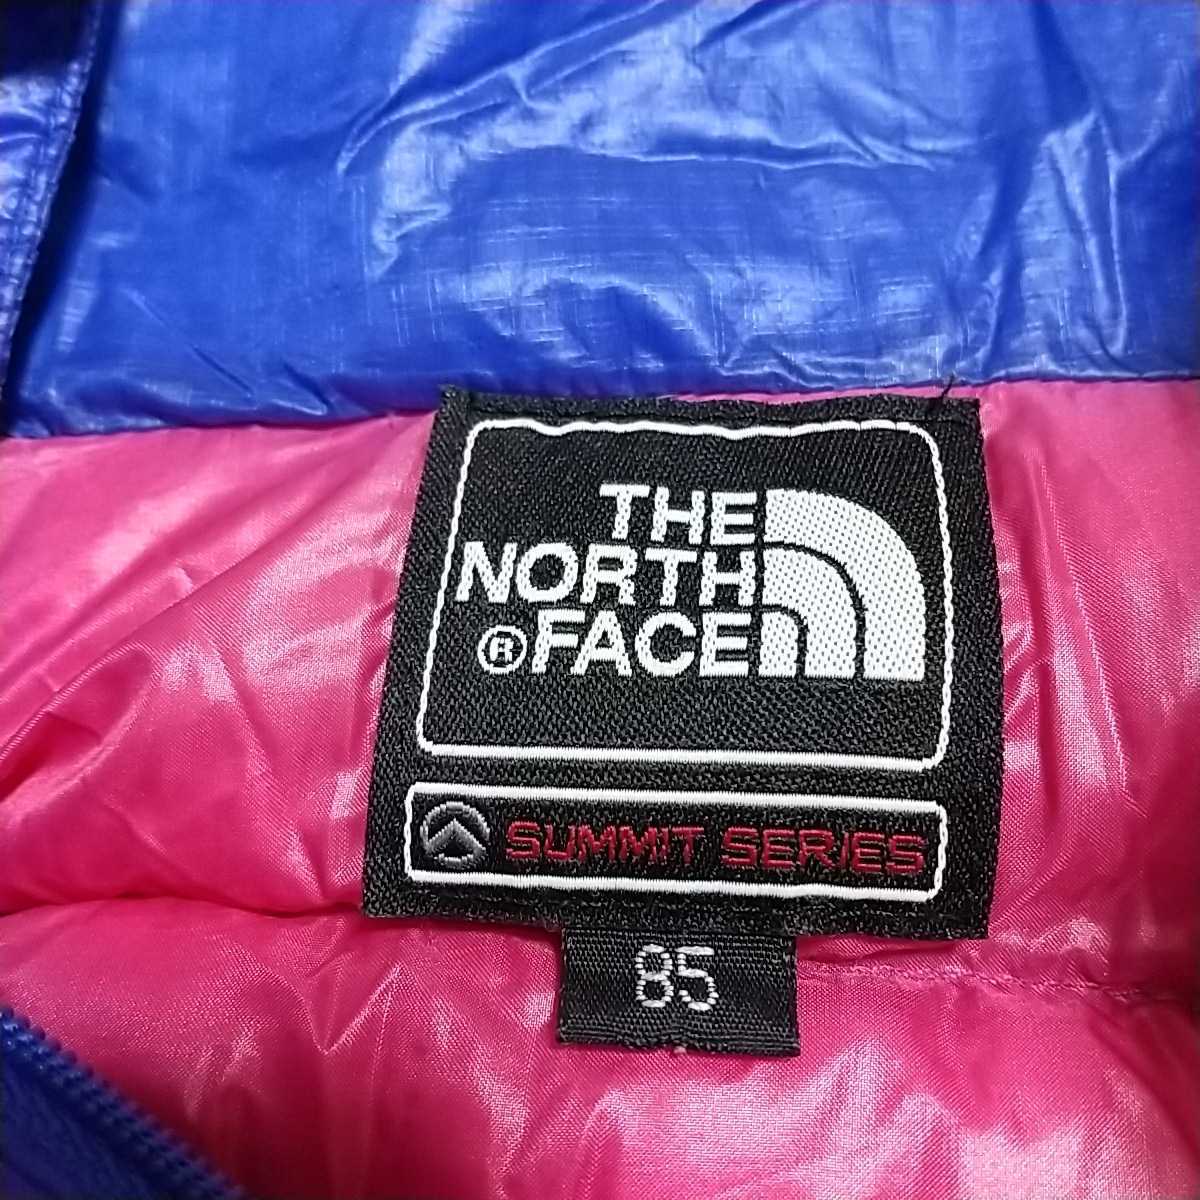 THE
NORTH
® FACE
SUMMIT SERIES
85